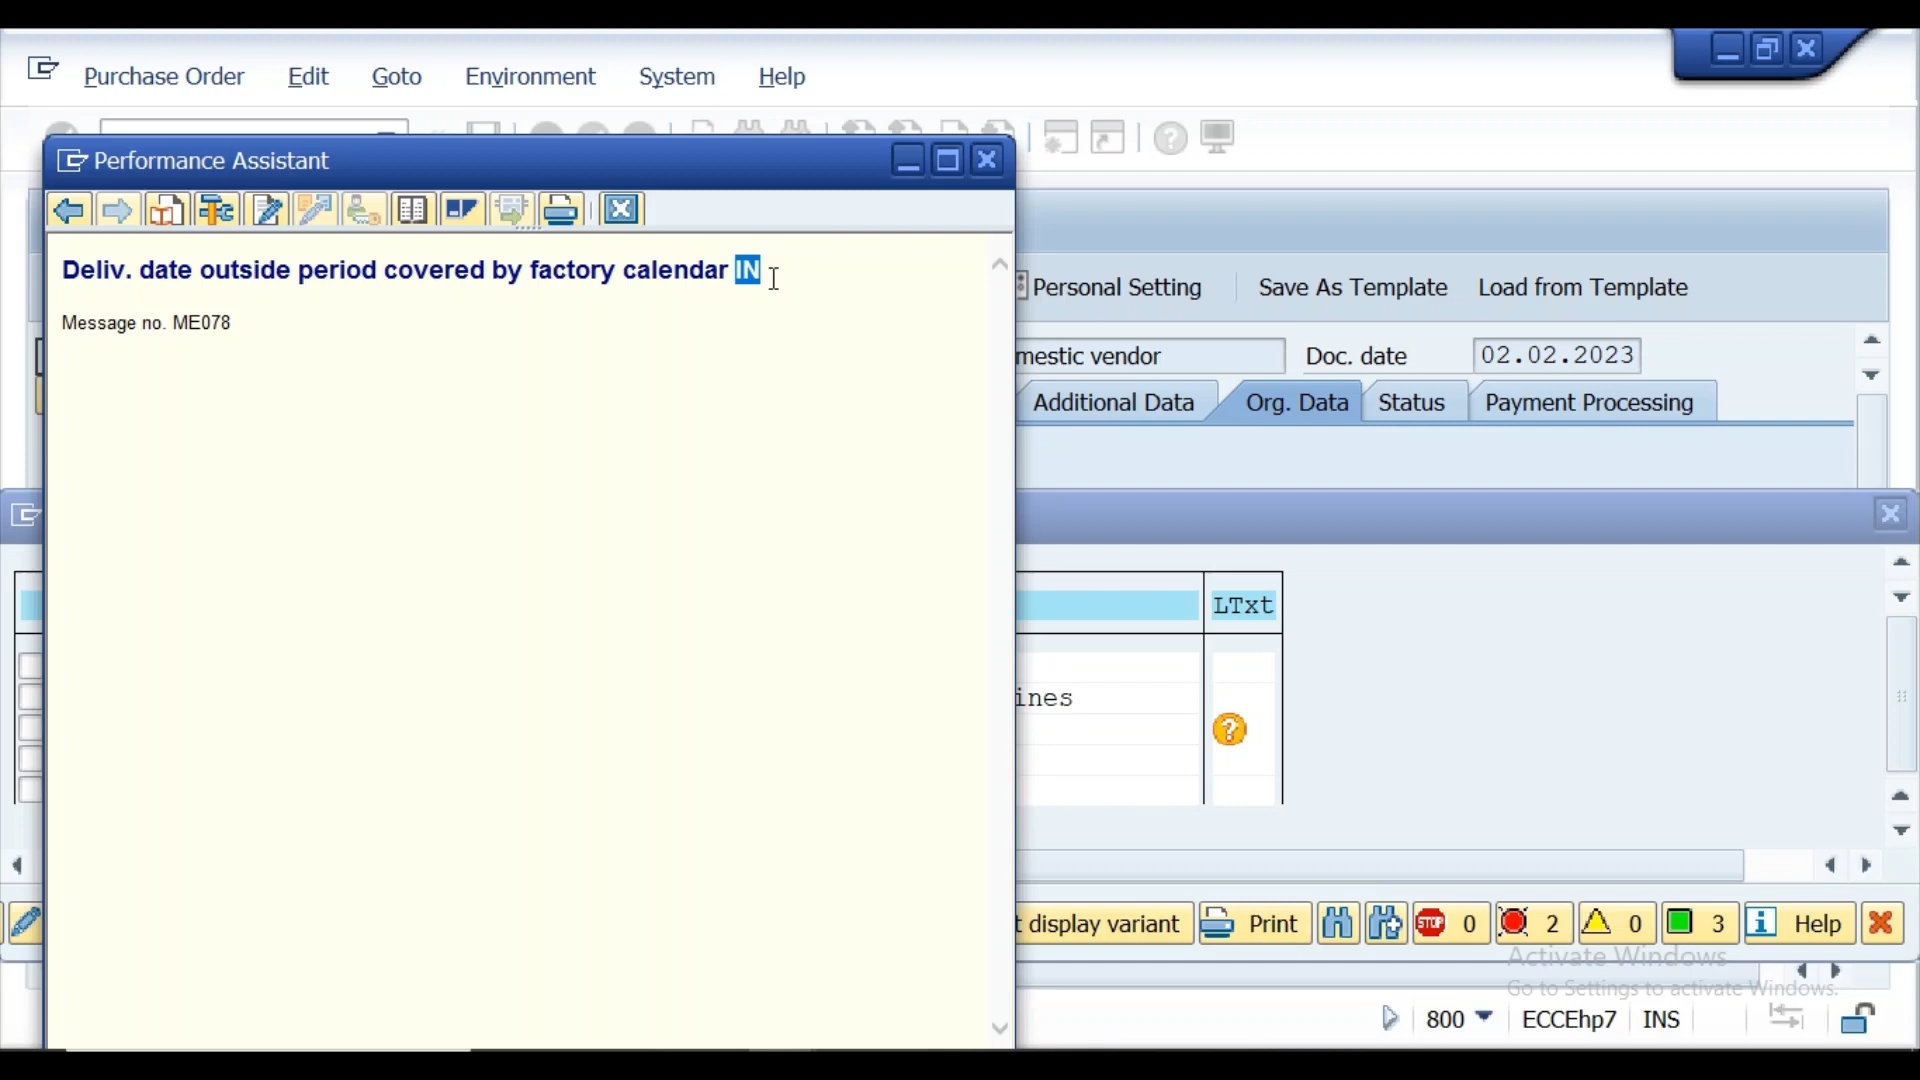 Purchase Order Edit Goto Environment System Help
Performance Assistant
Deliv. date outside period covered by factory calendar IN
Message no. ME078
Personal Setting Save As Template Load from Template
mestic vendor Doc. date 02.02.2023
Additional Data Org. Data Status Payment Processing
LTxt
ines
t display variant Print STOP 0 2 0 3 Help
Activate Windows
Go to Settings to activate Windows.
800 ECCEhp7 INS